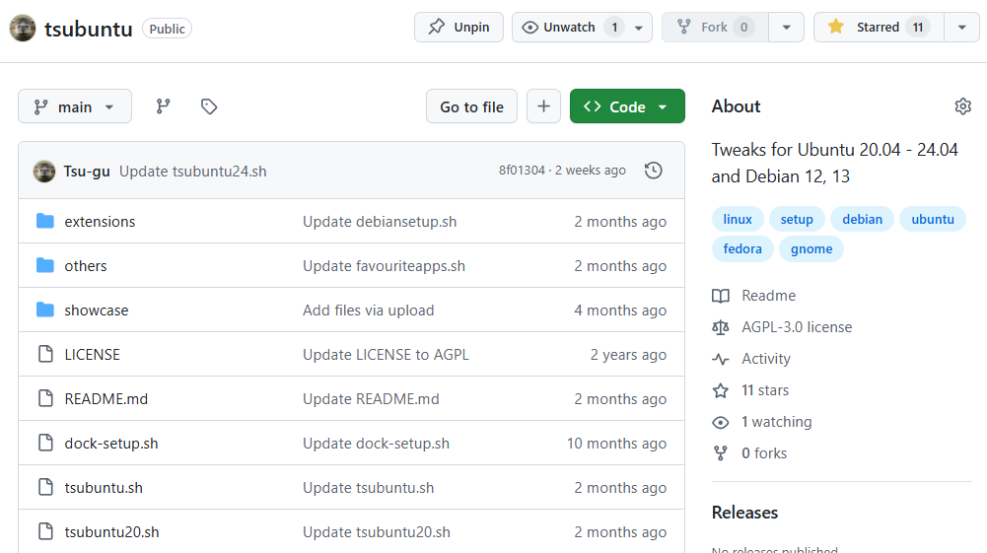 tsubuntu Public Unpin Unwatch 1 Fork 0 Starred 11
main Go to file Code
Tsu-gu Update tsubuntu24.sh 8f01304 · 2 weeks ago
extensions Update debiansetup.sh 2 months ago
others Update favouriteapps.sh 2 months ago
showcase Add files via upload 4 months ago
LICENSE Update LICENSE to AGPL 2 years ago
README.md Update README.md 2 months ago
dock-setup.sh Update dock-setup.sh 10 months ago
tsubuntu.sh Update tsubuntu.sh 2 months ago
tsubuntu20.sh Update tsubuntu20.sh 2 months ago
About
Tweaks for Ubuntu 20.04 - 24.04
and Debian 12, 13
linux setup debian ubuntu
fedora gnome
Readme
AGPL-3.0 license
Activity
11 stars
1 watching
0 forks
Releases
No releases published